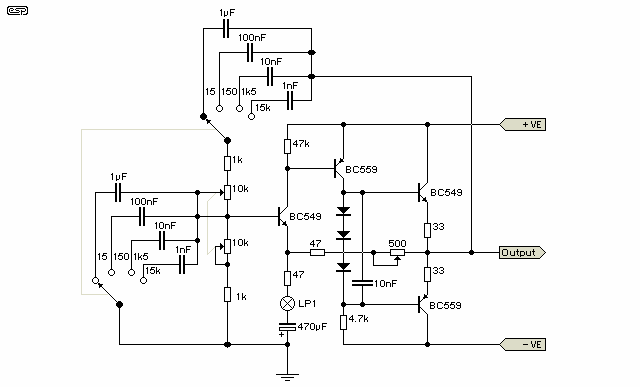 esp
1µF
100nF
10nF
1nF
15 150 1k5
15k
+VE
47k
1k
BC559
1µF
10k
BC549
100nF
BC549
10nF
33
1nF
10k
47
500
Output
15 150 1k5
15k
33
47
10nF
1k
LP1
BC559
4.7k
470µF
+
-VE